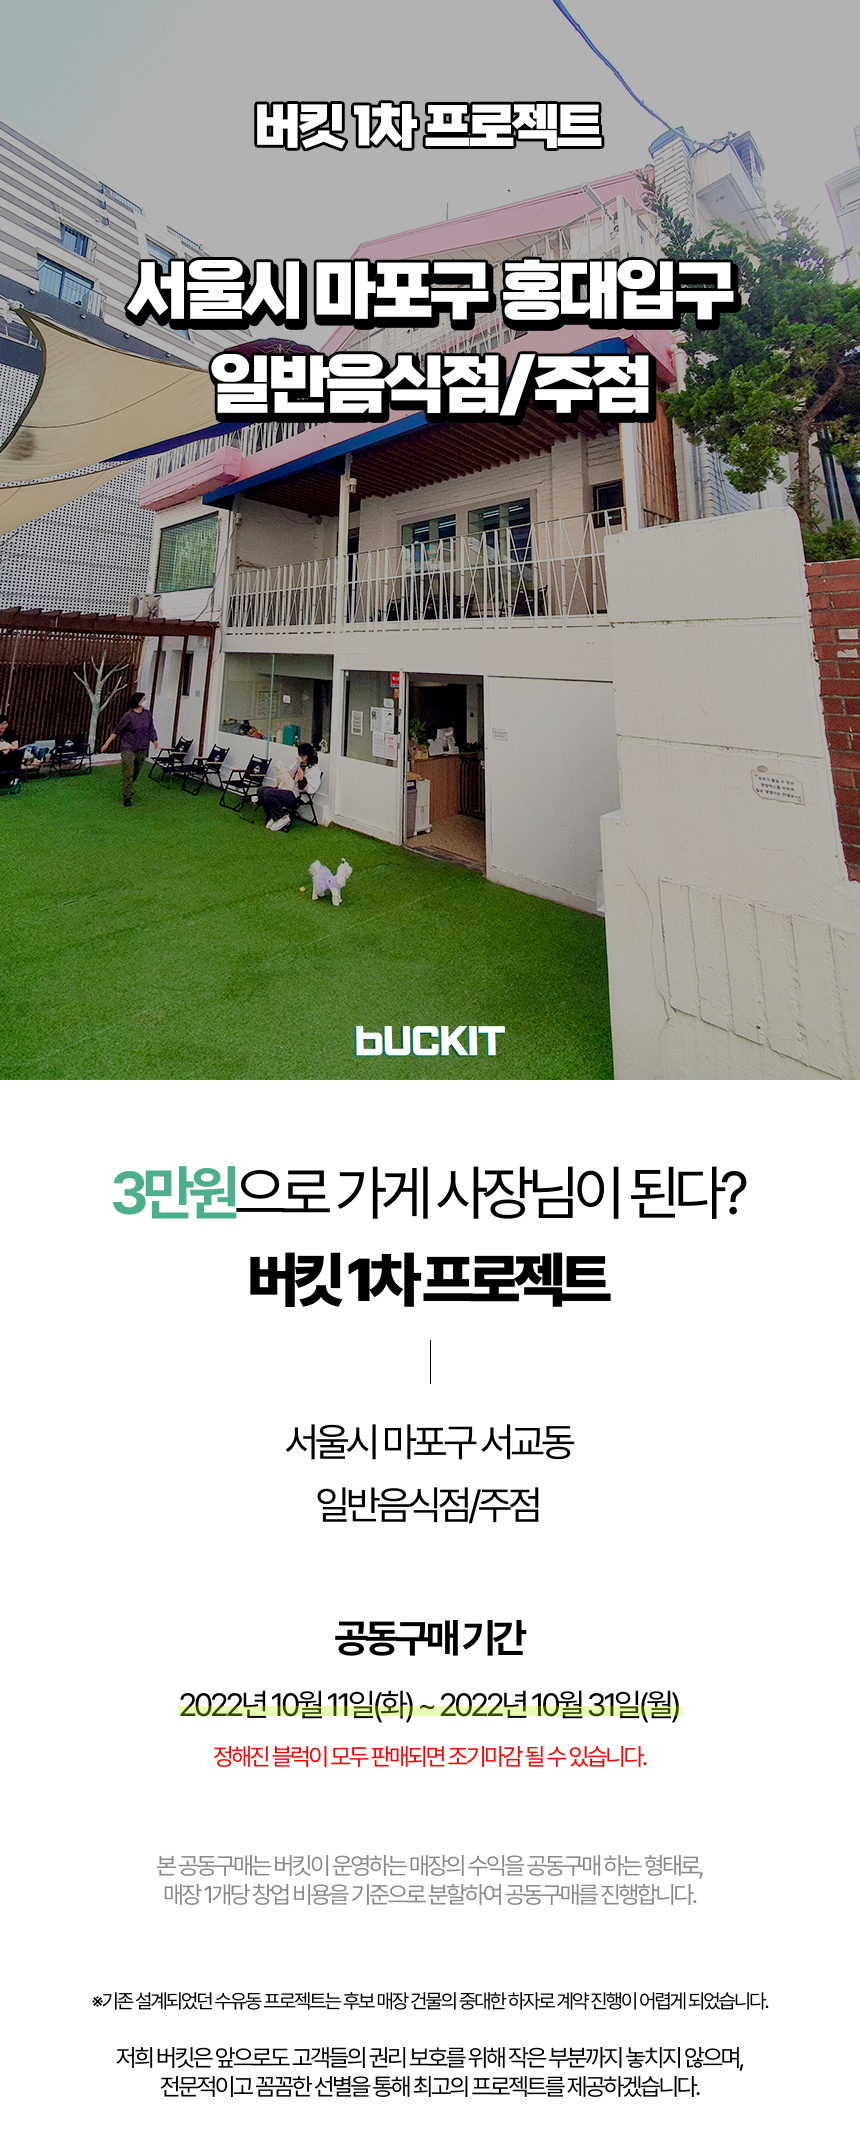 버킷 1차 프로젝트
서울시 마포구 홍대입구
일반음식점/주점
bUCKIT
3만원으로 가게 사장님이 된다?
버킷 1차 프로젝트
서울시 마포구 서교동
일반음식점/주점
공동구매 기간
2022년 10월 11일(화) ~ 2022년 10월 31일(월)
정해진 블럭이 모두 판매되면 조기마감 될 수 있습니다.
본 공동구매는 버킷이 운영하는 매장의 수익을 공동구매 하는 형태로,
매장 1개당 창업 비용을 기준으로 분할하여 공동구매를 진행합니다.
※기존 설계되었던 수유동 프로젝트는 후보 매장 건물의 중대한 하자로 계약 진행이 어렵게 되었습니다.
저희 버킷은 앞으로도 고객들의 권리 보호를 위해 작은 부분까지 놓치지 않으며,
전문적이고 꼼꼼한 선별을 통해 최고의 프로젝트를 제공하겠습니다.